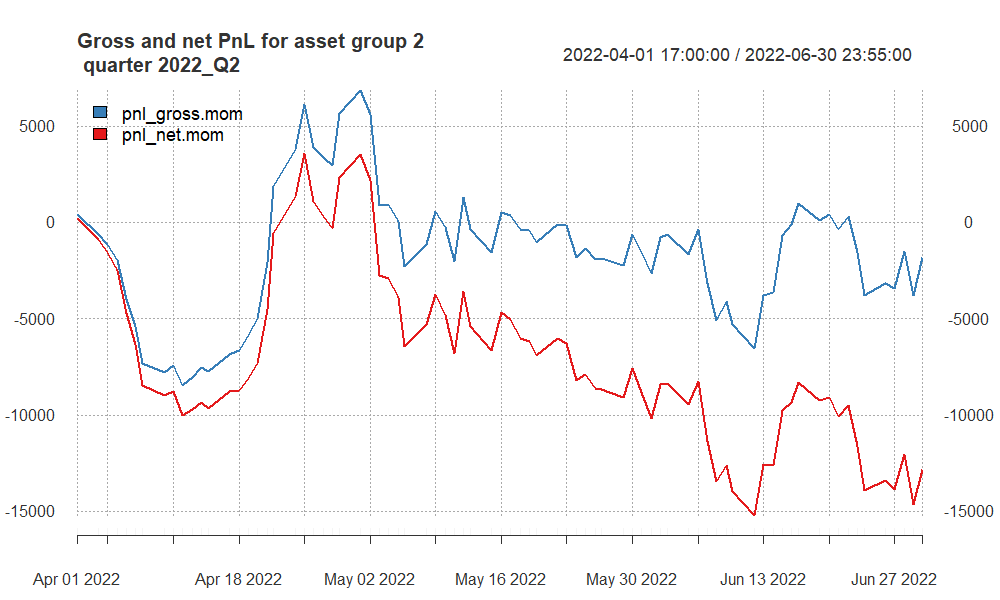 Gross and net PnL for asset group 2
quarter 2022_Q2
2022-04-01 17:00:00 / 2022-06-30 23:55:00
pnl_gross.mom
pnl_net.mom
5000
5000
0
0
-5000
-5000
-10000
-10000
-15000
-15000
Apr 01 2022
Apr 18 2022
May 02 2022
May 16 2022
May 30 2022
Jun 13 2022
Jun 27 2022